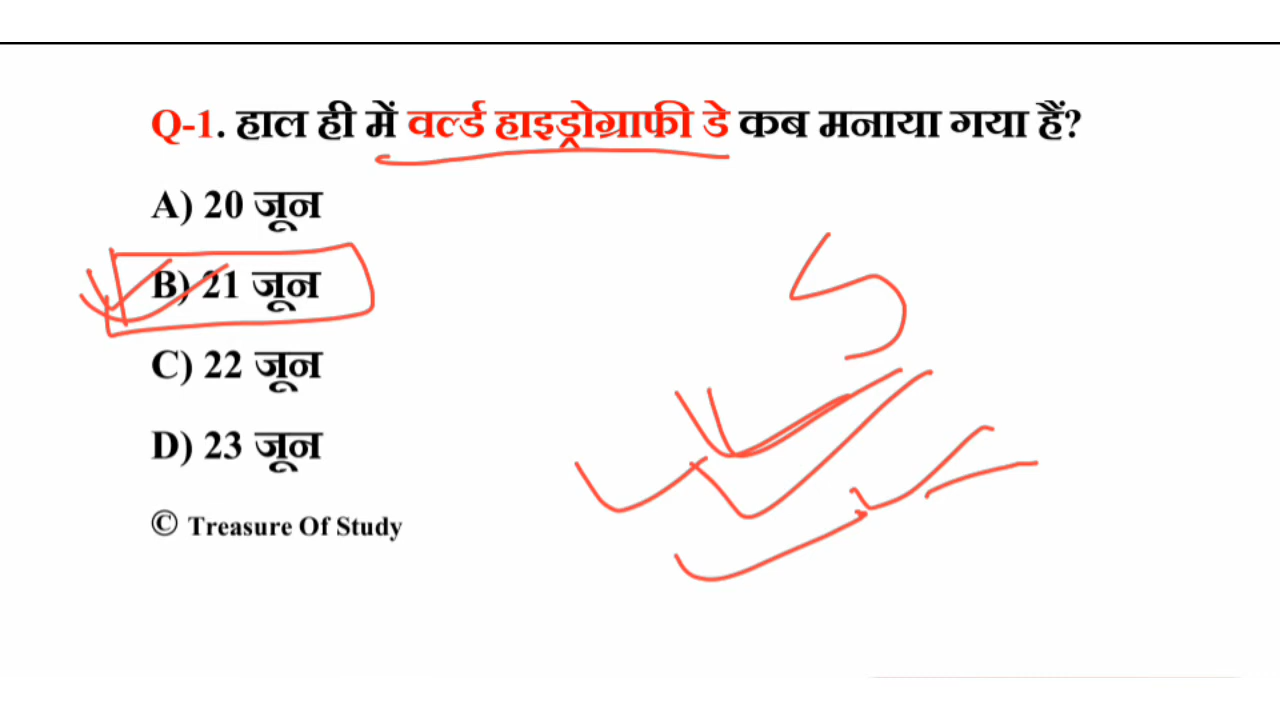 Q-1. हाल ही में वर्ल्ड हाइड्रोग्राफी डे कब मनाया गया हैं?
A) 20 जून
B) 21 जून
C) 22 जून
D) 23 जून
© Treasure Of Study